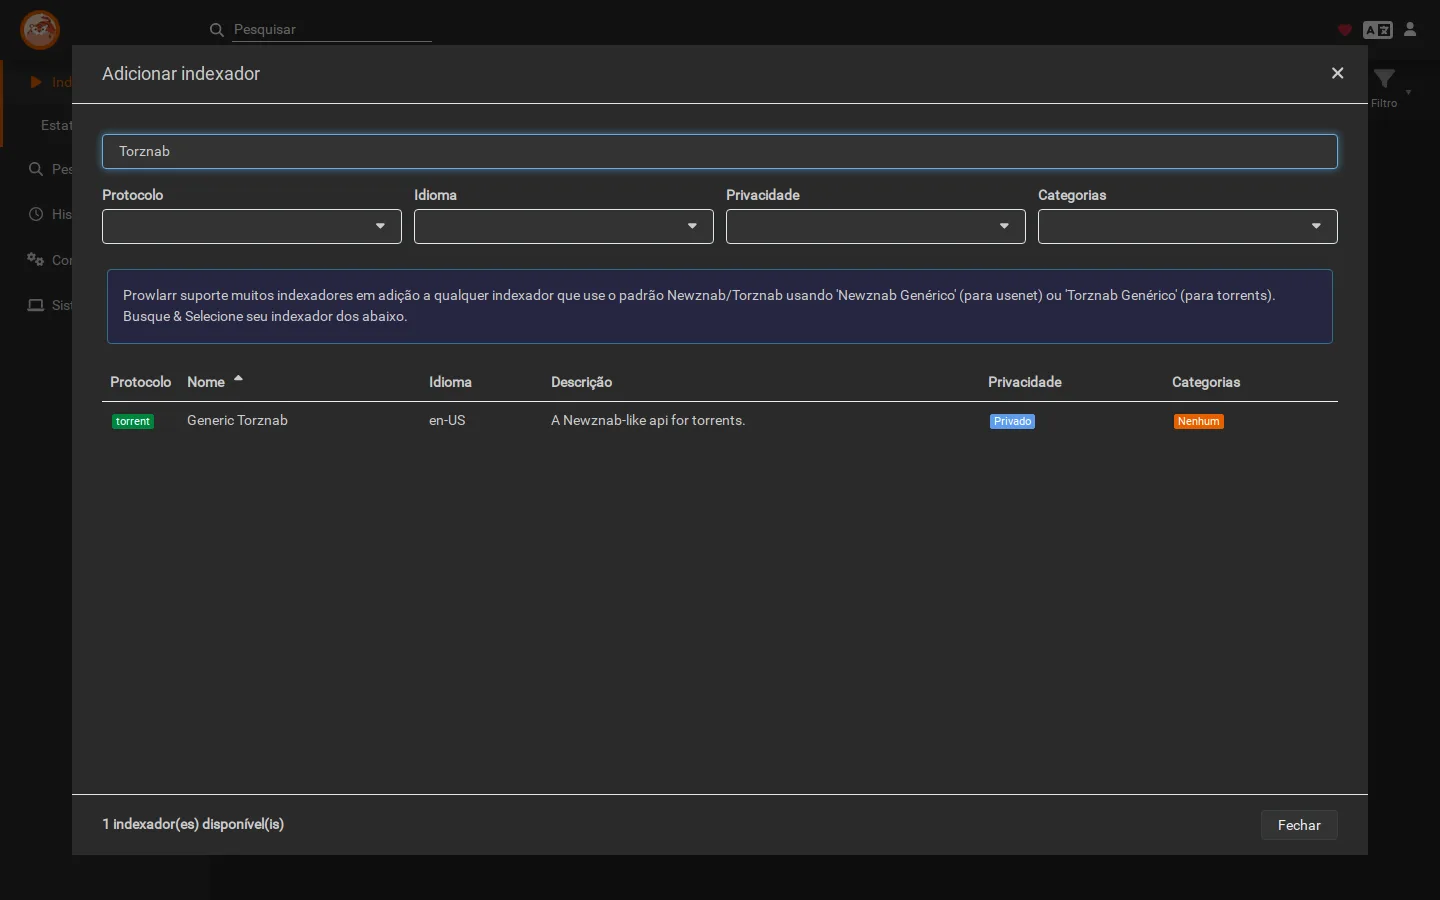 Pesquisar
Adicionar indexador
Filtro
Torznab
Protocolo Idioma Privacidade Categorias
Prowlarr suporte muitos indexadores em adição a qualquer indexador que use o padrão Newznab/Torznab usando 'Newznab Genérico' (para usenet) ou 'Torznab Genérico' (para torrents).
Busque & Selecione seu indexador dos abaixo.
Protocolo Nome Idioma Descrição Privacidade Categorias
torrent Generic Torznab en-US A Newznab-like api for torrents. Privado Nenhum
1 indexador(es) disponível(is)
Fechar